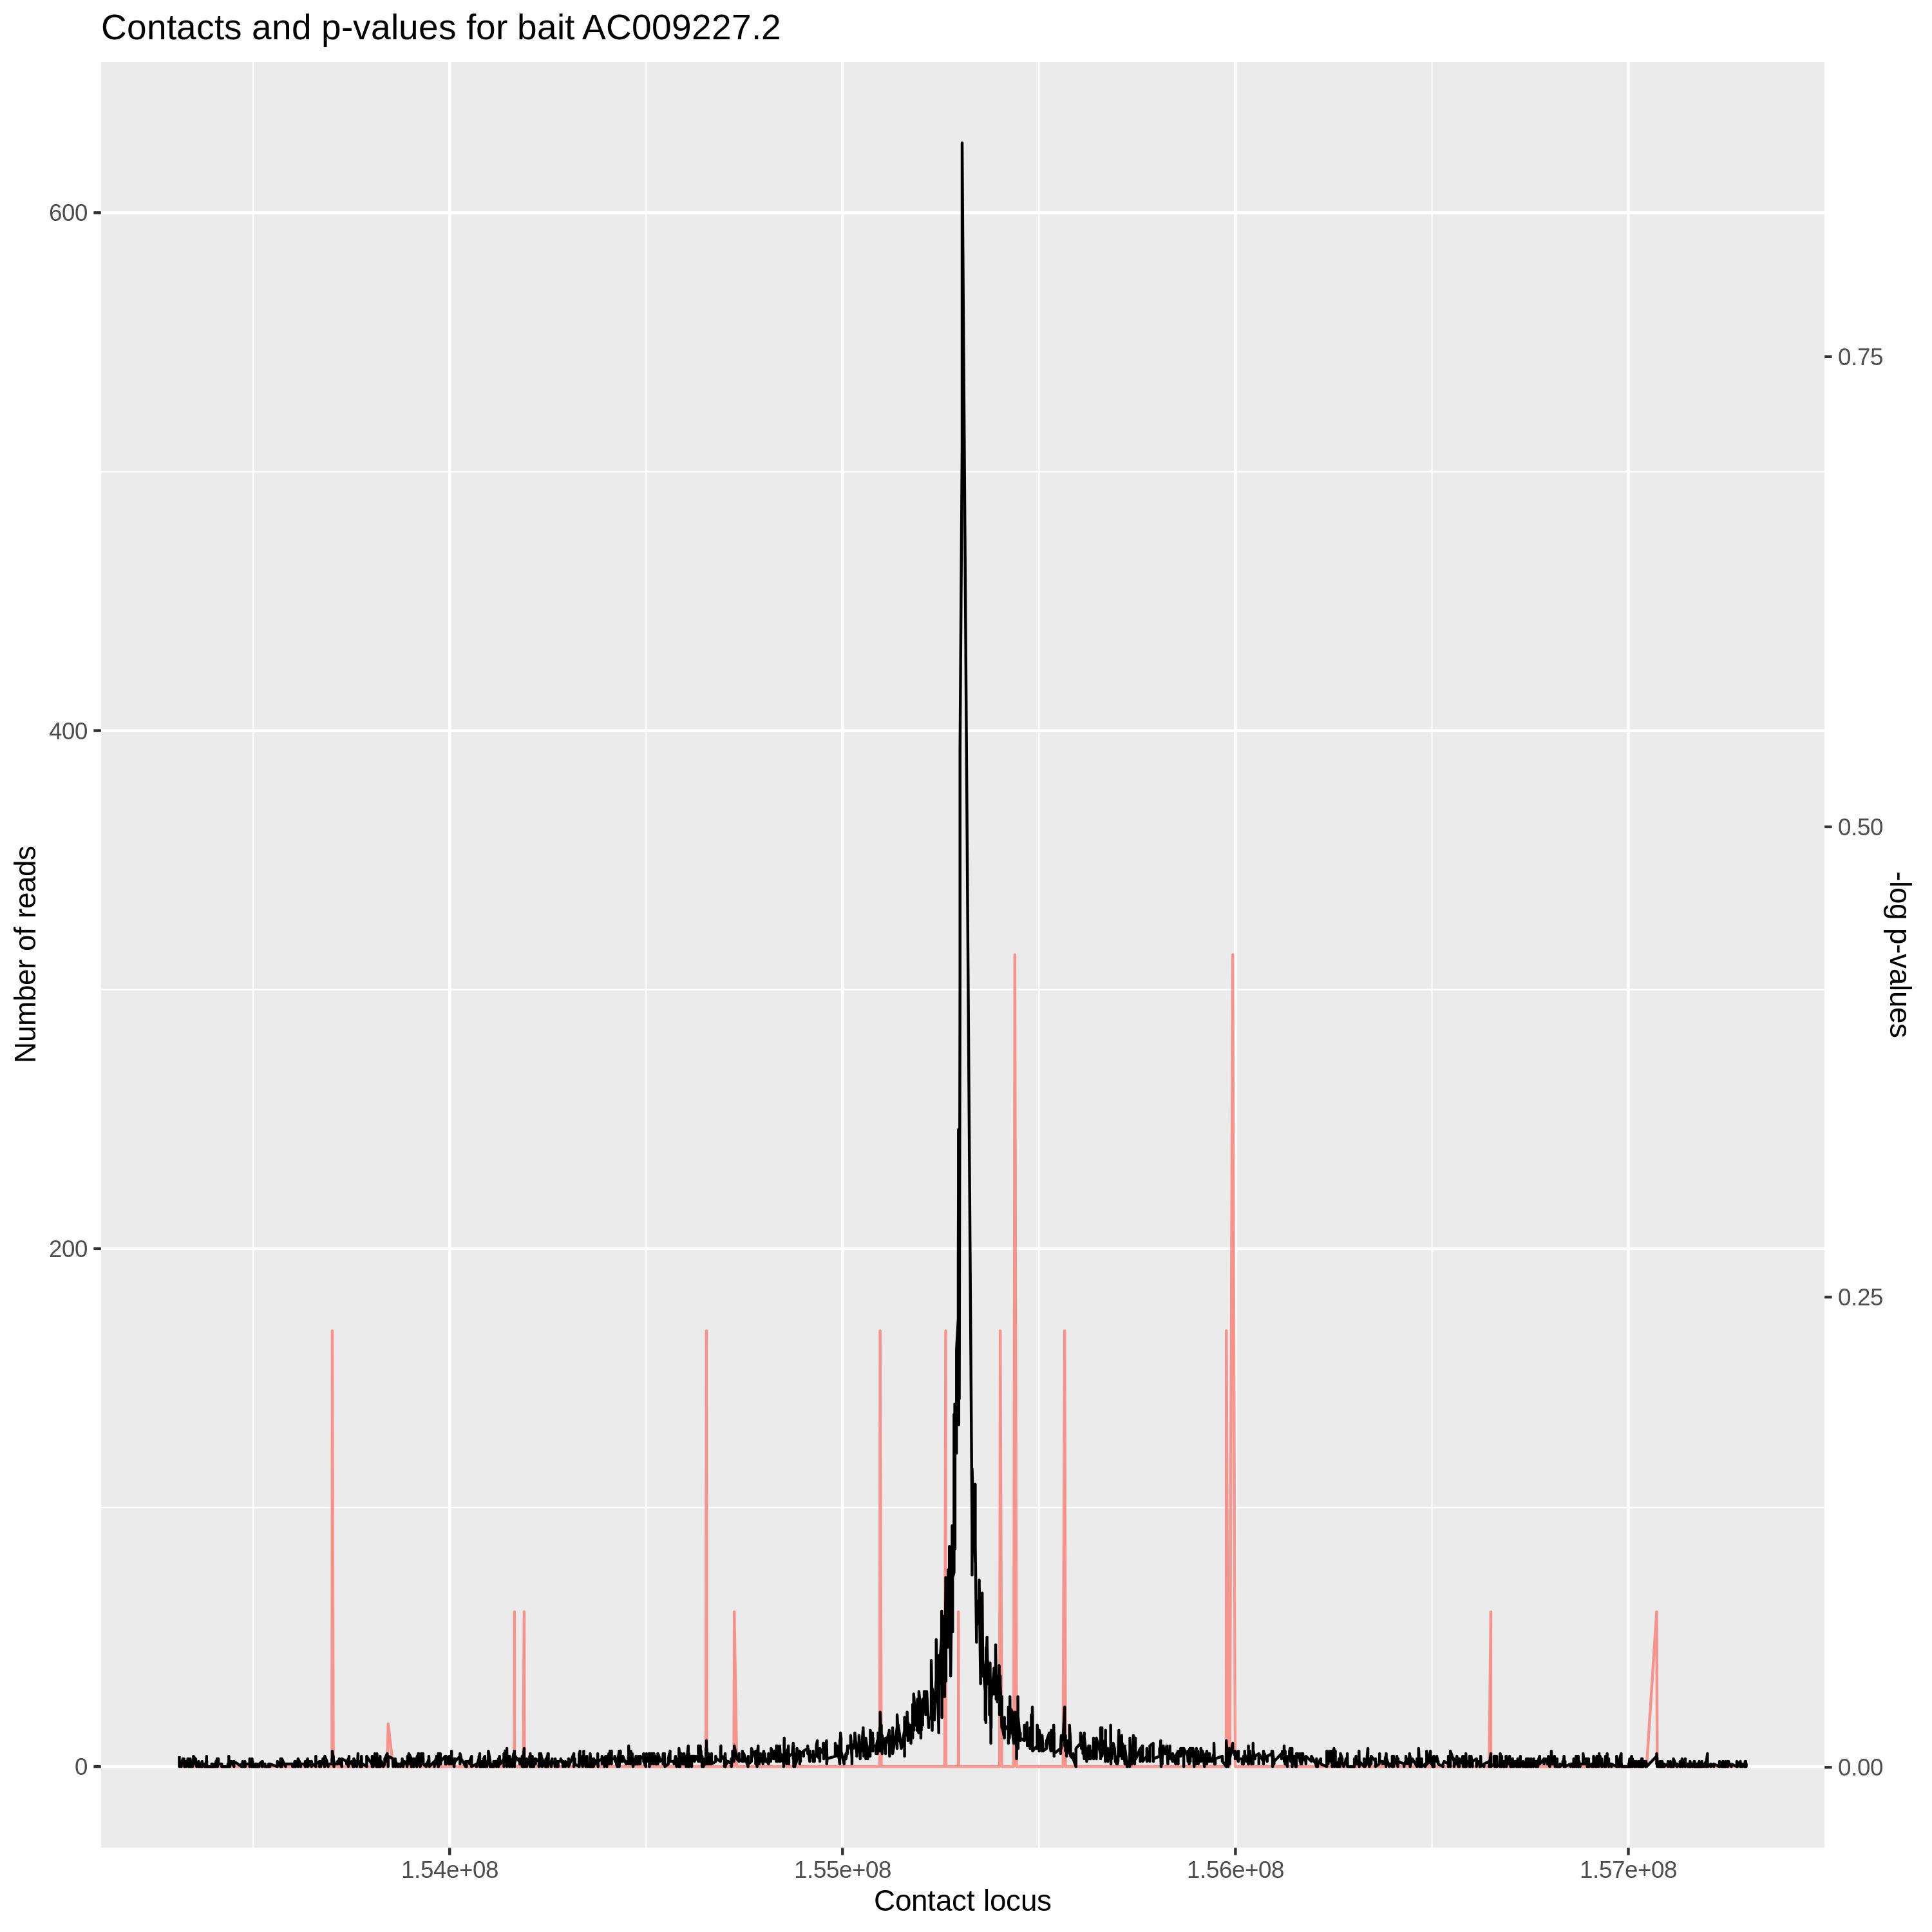 Contacts and p-values for bait AC009227.2
600
400
200
0
Number of reads
0.75
0.50
0.25
0.00
-log p-values
1.54e+08
1.55e+08
1.56e+08
1.57e+08
Contact locus